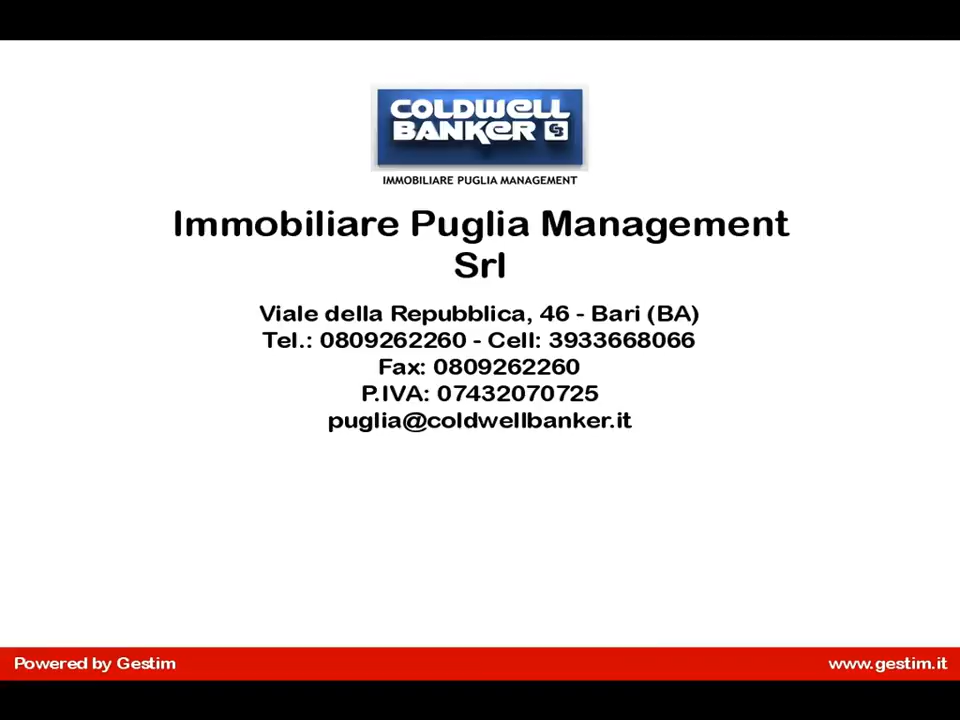 COLDWELL
BANKER CB
IMMOBILIARE PUGLIA MANAGEMENT
Immobiliare Puglia Management
Srl
Viale della Repubblica, 46 - Bari (BA)
Tel.: 0809262260 - Cell: 3933668066
Fax: 0809262260
P.IVA: 07432070725
puglia@coldwellbanker.it
Powered by Gestim
www.gestim.it